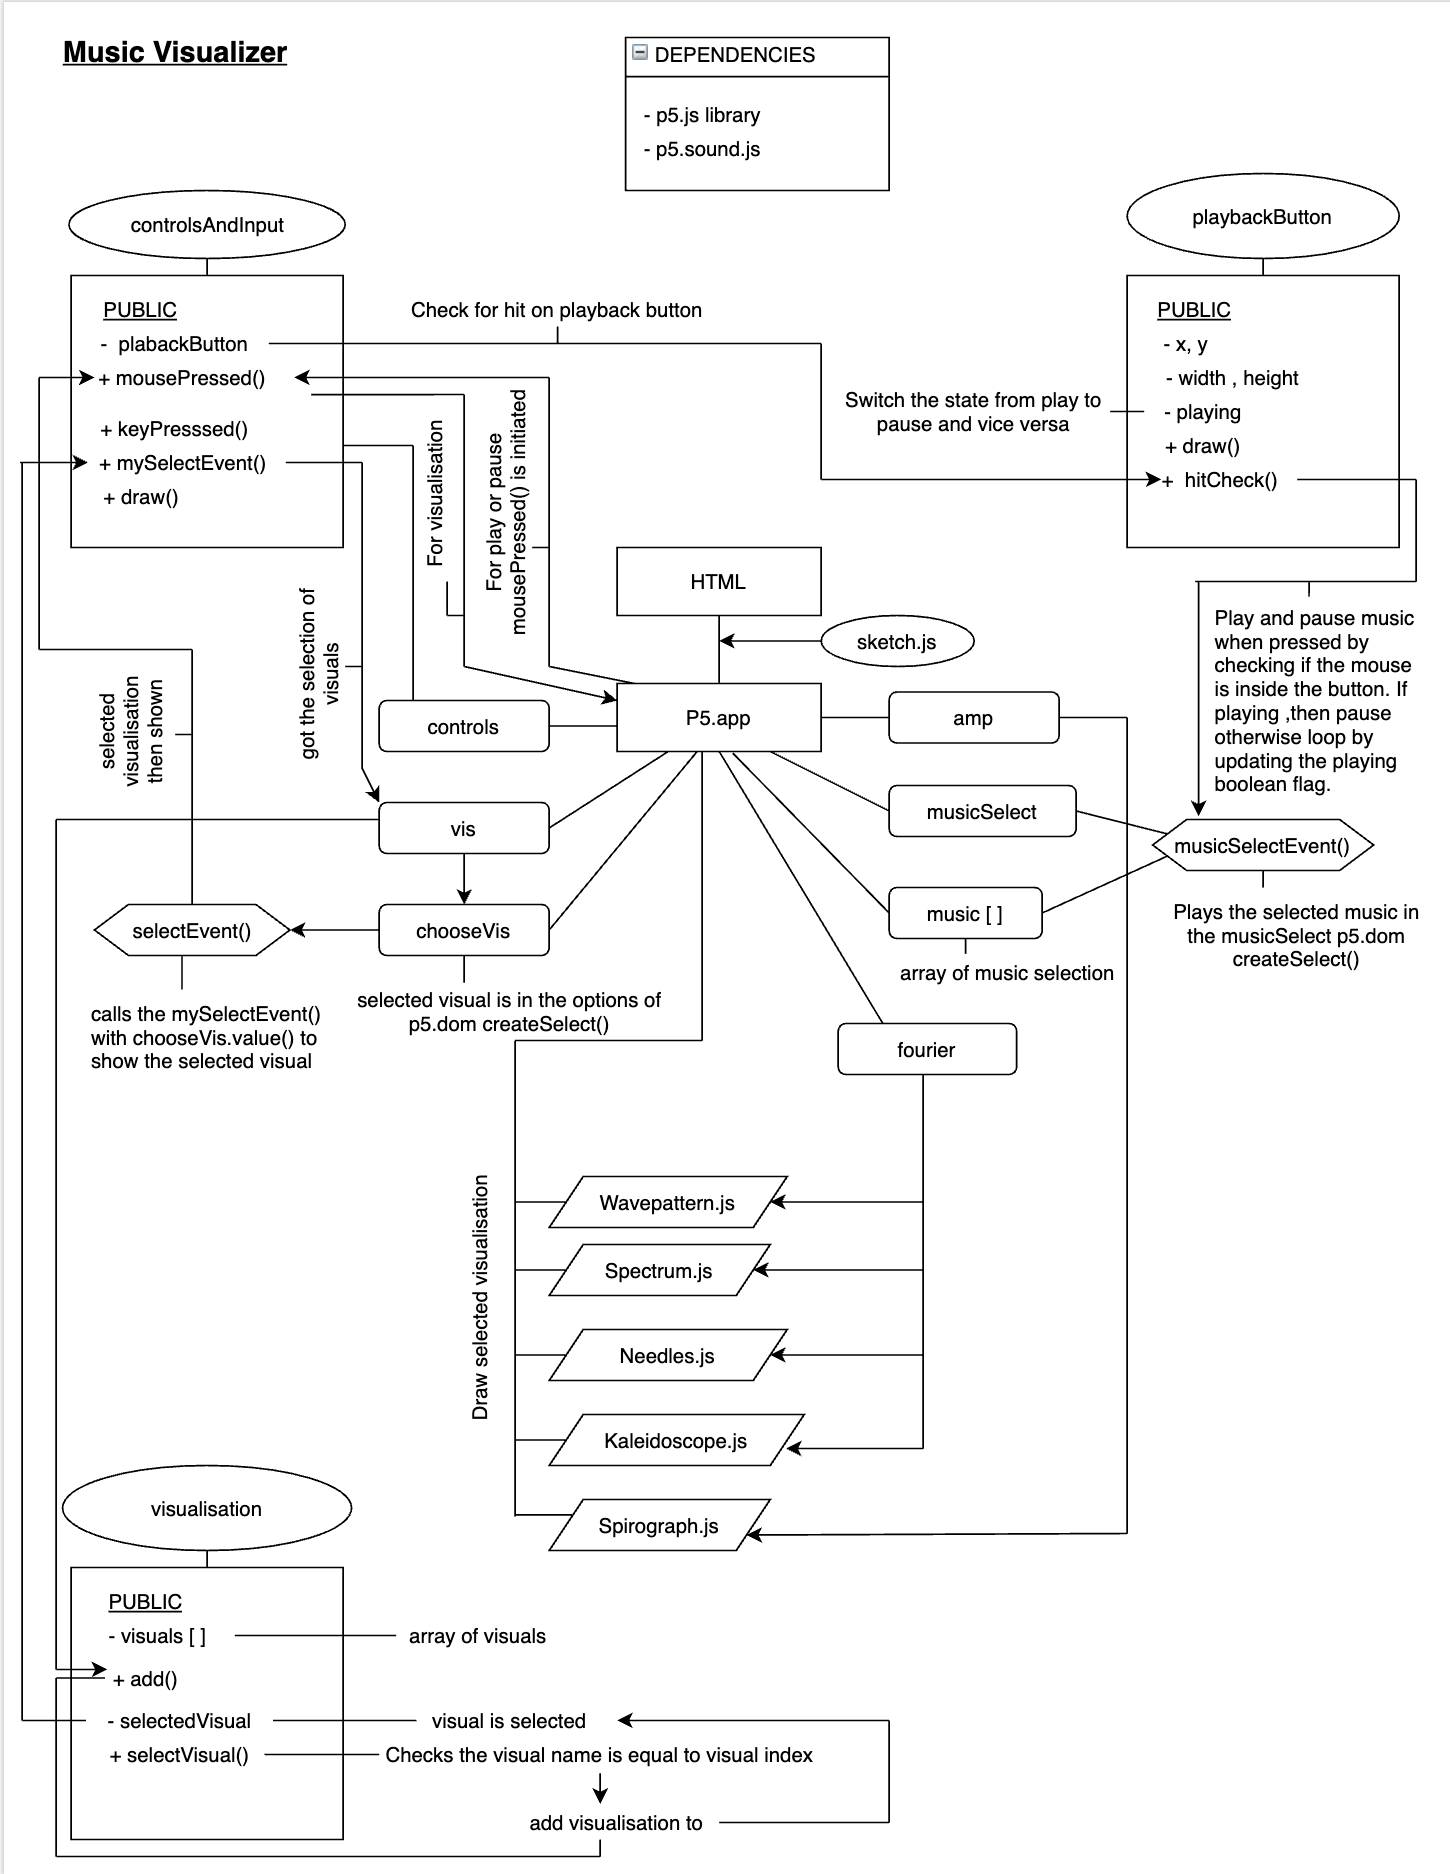 Music Visualizer
DEPENDENCIES
- p5.js library
- p5.sound.js
controlsAndInput
PUBLIC
- plabackButton
+ mousePressed()
+ keyPresssed()
+ mySelectEvent()
+ draw()
Check for hit on playback button
playbackButton
PUBLIC
- x, y
- width , height
- playing
+ draw()
+ hitCheck()
Switch the state from play to
pause and vice versa
For visualisation
For play or pause
mousePressed() is initiated
got the selection of
visuals
selected
visualisation
then shown
HTML
sketch.js
P5.app
controls
amp
vis
musicSelect
chooseVis
music [ ]
array of music selection
selectEvent()
calls the mySelectEvent()
with chooseVis.value() to
show the selected visual
selected visual is in the options of
p5.dom createSelect()
Play and pause music
when pressed by
checking if the mouse
is inside the button. If
playing ,then pause
otherwise loop by
updating the playing
boolean flag.
musicSelectEvent()
Plays the selected music in
the musicSelect p5.dom
createSelect()
fourier
Draw selected visualisation
Wavepattern.js
Spectrum.js
Needles.js
Kaleidoscope.js
Spirograph.js
visualisation
PUBLIC
- visuals [ ]
array of visuals
+ add()
- selectedVisual
visual is selected
+ selectVisual()
Checks the visual name is equal to visual index
add visualisation to